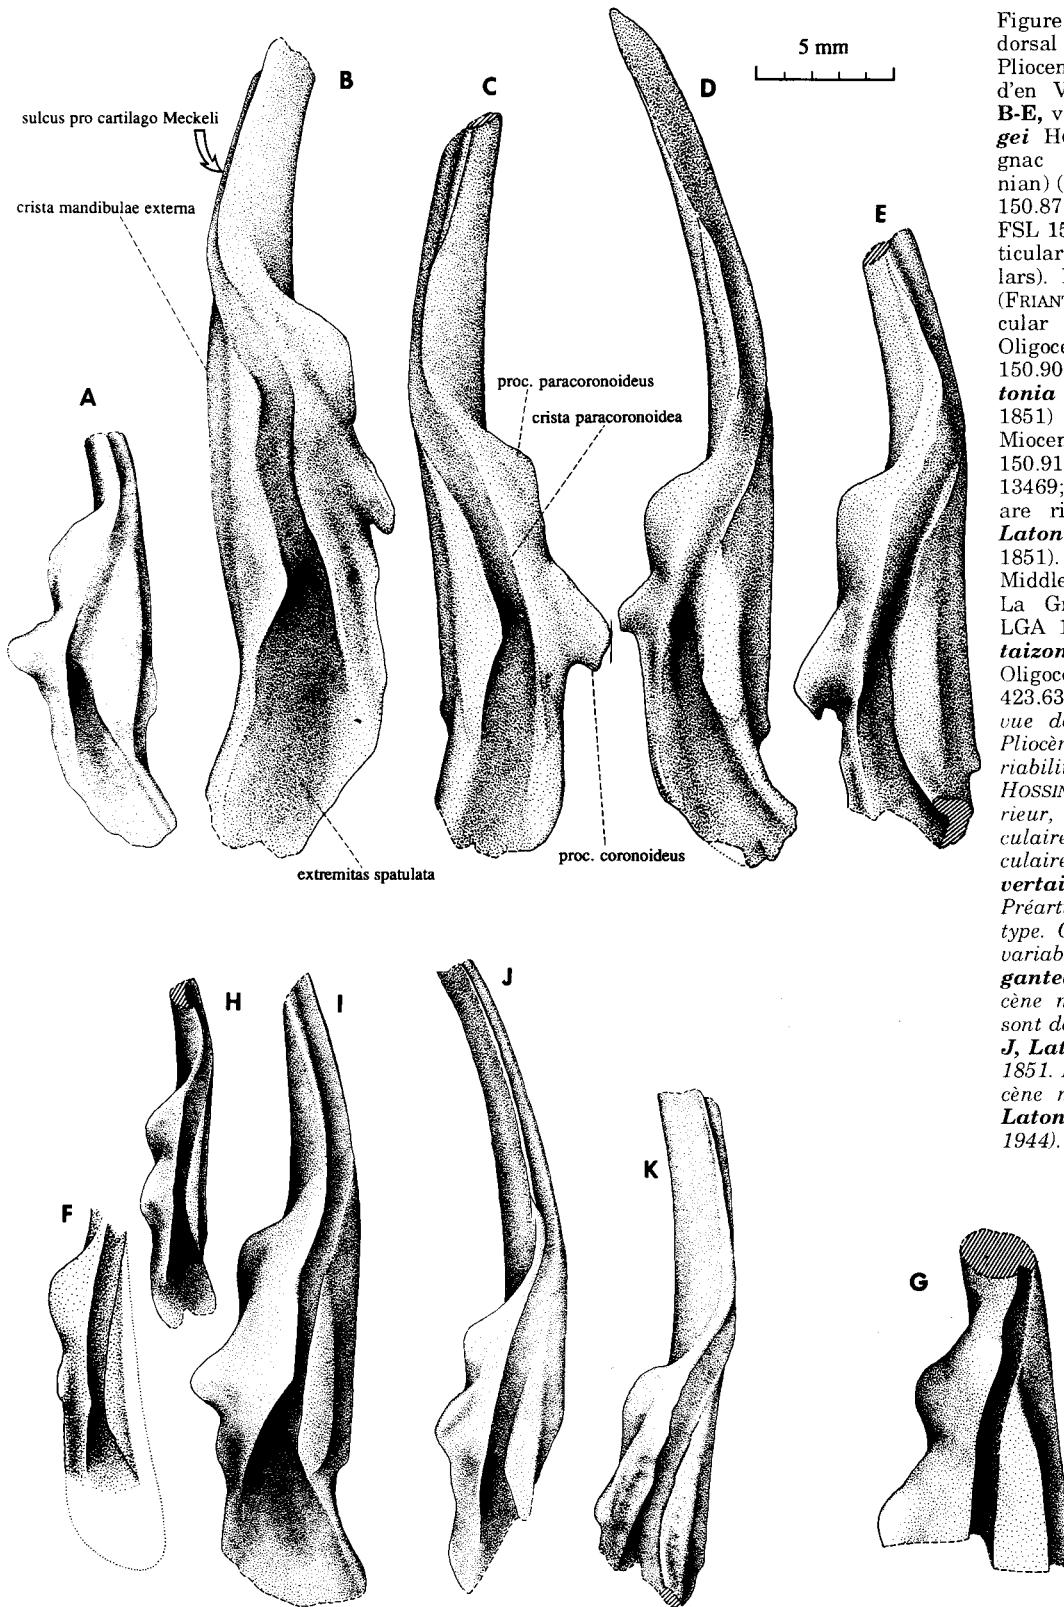 A
B
C
D
E
5 mm
sulcus pro cartilago Meckeli
crista mandibulae externa
proc. paracoronoideus
crista paracoronoidea
proc. coronoideus
extremitas spatulata
F
H
I
J
K
G
Figure
dorsal
Pliocen
d'en V
B-E, v
gei Ho
gnac
nian) (
150.87
FSL 15
ticular
lars).
(FRIANT
cular
Oligoce
150.90
tonia
1851)
Miocen
150.91
13469;
are ri
Laton
1851).
Middle
La Gr
LGA 1
taizon
Oligoce
423.63
vue de
Pliocèn
riabilit
HOSSIN
rieur,
culaire
culaire
vertai
Préart
type. C
variab
gante
cène n
sont de
J, Lat
1851.
cène n
Laton
1944).